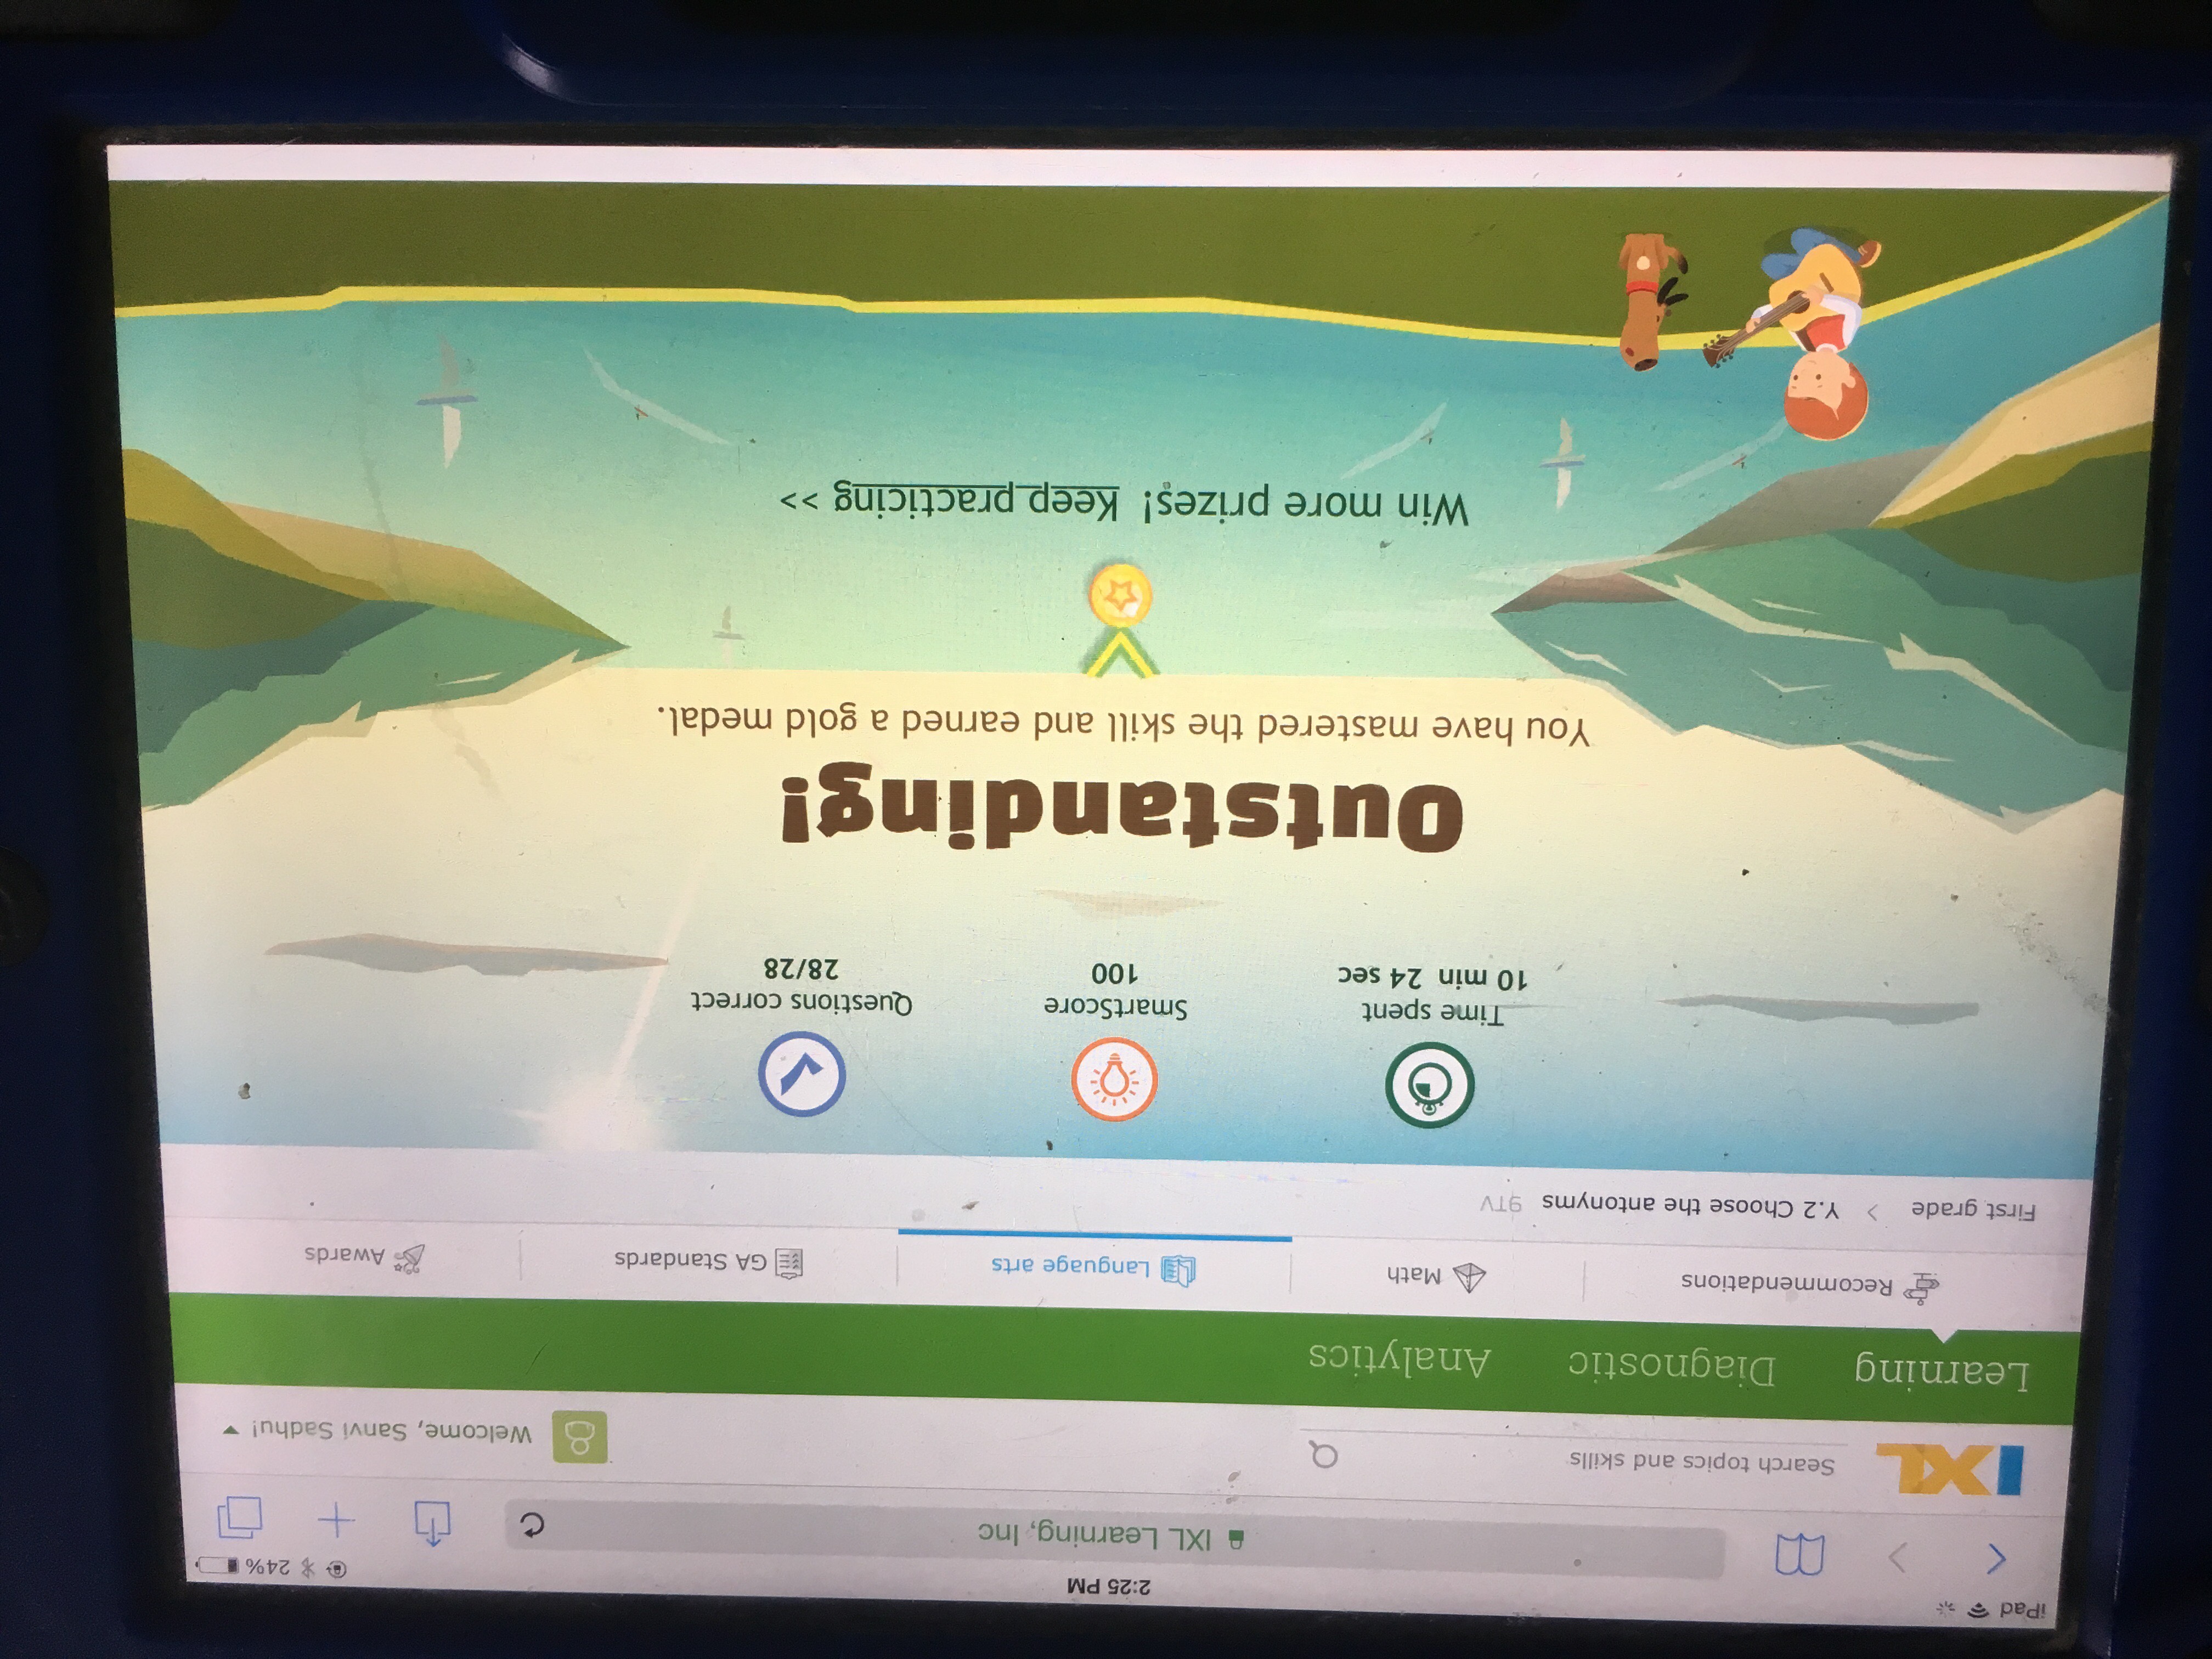 iPad
2:25 PM
24%
IXL Learning, Inc
IXL
Search topics and skills
Welcome, Sanvi Sadhu!
Learning
Diagnostic
Analytics
Recommendations
Math
Language arts
GA Standards
Awards
First grade > Y.2 Choose the antonyms 9TV
Time spent
10 min 24 sec
SmartScore
100
Questions correct
28/28
Outstanding!
You have mastered the skill and earned a gold medal.
Win more prizes! Keep practicing >>